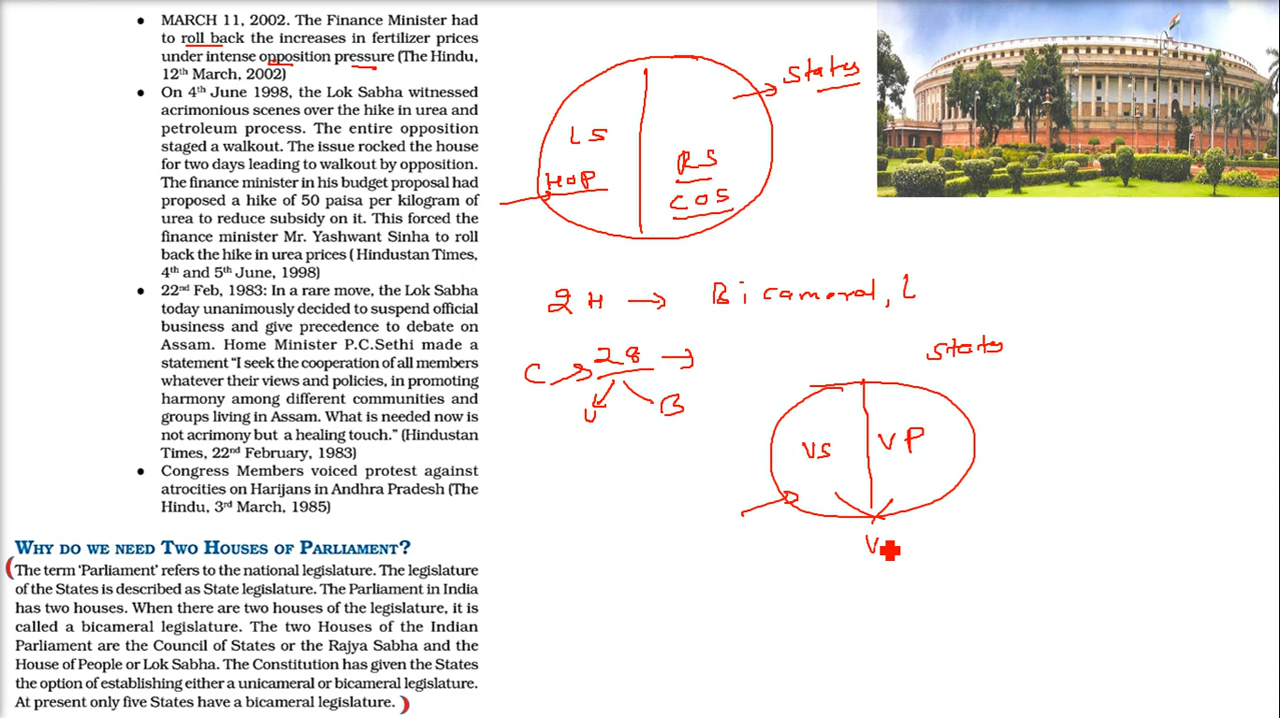 • MARCH 11, 2002. The Finance Minister had
to roll back the increases in fertilizer prices
under intense opposition pressure (The Hindu,
12th March, 2002)
• On 4th June 1998, the Lok Sabha witnessed
acrimonious scenes over the hike in urea and
petroleum process. The entire opposition
staged a walkout. The issue rocked the house
for two days leading to walkout by opposition.
The finance minister in his budget proposal had
proposed a hike of 50 paisa per kilogram of
urea to reduce subsidy on it. This forced the
finance minister Mr. Yashwant Sinha to roll
back the hike in urea prices ( Hindustan Times,
4th and 5th June, 1998)
• 22nd Feb, 1983: In a rare move, the Lok Sabha
today unanimously decided to suspend official
business and give precedence to debate on
Assam. Home Minister P.C.Sethi made a
statement “I seek the cooperation of all members
whatever their views and policies, in promoting
harmony among different communities and
groups living in Assam. What is needed now is
not acrimony but a healing touch.” (Hindustan
Times, 22nd February, 1983)
• Congress Members voiced protest against
atrocities on Harijans in Andhra Pradesh (The
Hindu, 3rd March, 1985)
WHY DO WE NEED TWO HOUSES OF PARLIAMENT?
(The term ‘Parliament’ refers to the national legislature. The legislature
of the States is described as State legislature. The Parliament in India
has two houses. When there are two houses of the legislature, it is
called a bicameral legislature. The two Houses of the Indian
Parliament are the Council of States or the Rajya Sabha and the
House of People or Lok Sabha. The Constitution has given the States
the option of establishing either a unicameral or bicameral legislature.
At present only five States have a bicameral legislature. )
States
LS
RS
HOP
COS
2 H → Bicameral, L
States
C → 28 →
U B
VS VP
V